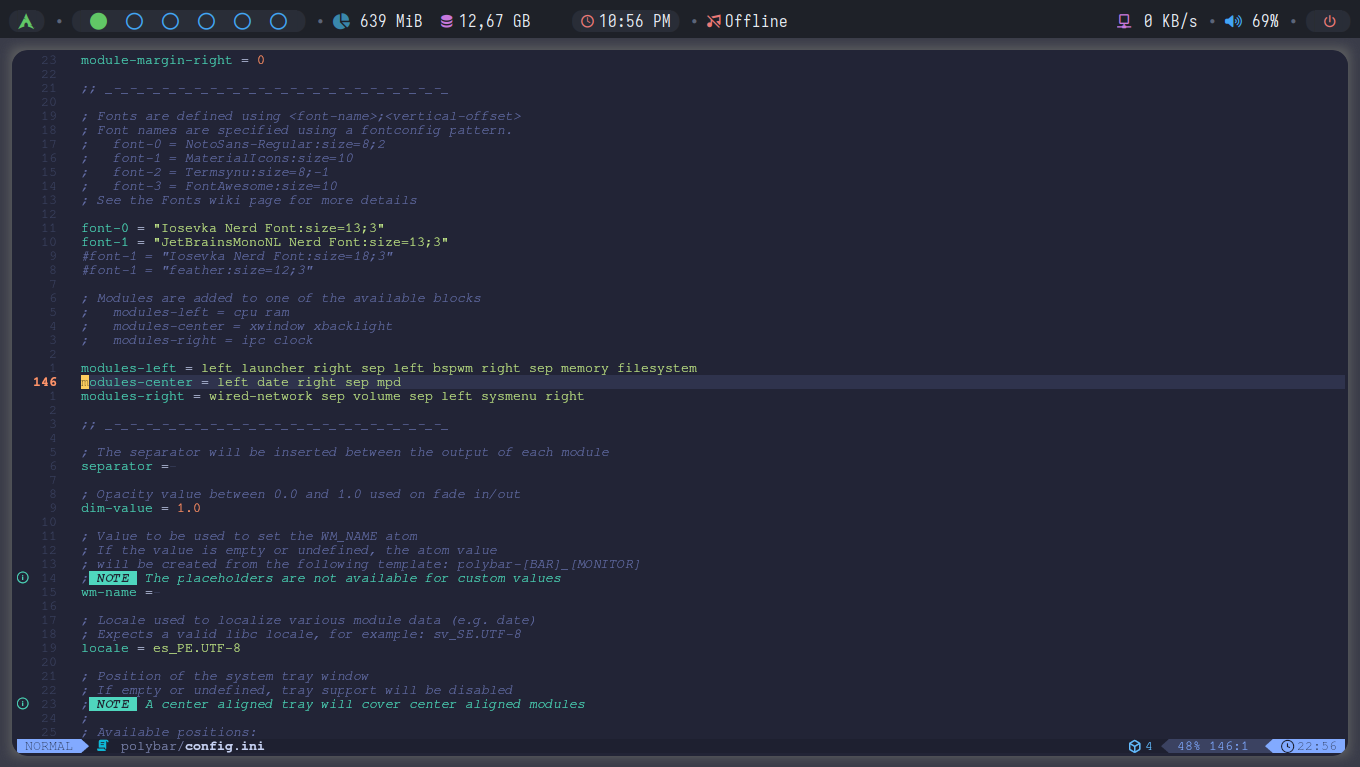 639 MiB 12,67 GB 10:56 PM Offline 0 KB/s 69%
23 module-margin-right = 0
22
21 ;; _-_-_-_-_-_-_-_-_-_-_-_-_-_-_-_-_-_-_-_-_-_
20
19 ; Fonts are defined using <font-name>;<vertical-offset>
18 ; Font names are specified using a fontconfig pattern.
17 ;   font-0 = NotoSans-Regular:size=8;2
16 ;   font-1 = MaterialIcons:size=10
15 ;   font-2 = Termsynu:size=8;-1
14 ;   font-3 = FontAwesome:size=10
13 ; See the Fonts wiki page for more details
12
11 font-0 = "Iosevka Nerd Font:size=13;3"
10 font-1 = "JetBrainsMonoNL Nerd Font:size=13;3"
9 #font-1 = "Iosevka Nerd Font:size=18;3"
8 #font-1 = "feather:size=12;3"
7
6 ; Modules are added to one of the available blocks
5 ;   modules-left = cpu ram
4 ;   modules-center = xwindow xbacklight
3 ;   modules-right = ipc clock
2
1 modules-left = left launcher right sep left bspwm right sep memory filesystem
146 modules-center = left date right sep mpd
1 modules-right = wired-network sep volume sep left sysmenu right
2
3 ;; _-_-_-_-_-_-_-_-_-_-_-_-_-_-_-_-_-_-_-_-_-_
4
5 ; The separator will be inserted between the output of each module
6 separator =-
7
8 ; Opacity value between 0.0 and 1.0 used on fade in/out
9 dim-value = 1.0
10
11 ; Value to be used to set the WM_NAME atom
12 ; If the value is empty or undefined, the atom value
13 ; will be created from the following template: polybar-[BAR]_[MONITOR]
14 ; NOTE The placeholders are not available for custom values
15 wm-name =-
16
17 ; Locale used to localize various module data (e.g. date)
18 ; Expects a valid libc locale, for example: sv_SE.UTF-8
19 locale = es_PE.UTF-8
20
21 ; Position of the system tray window
22 ; If empty or undefined, tray support will be disabled
23 ; NOTE A center aligned tray will cover center aligned modules
24 ;
25 ; Available positions:
NORMAL polybar/config.ini 4 48% 146:1 22:56